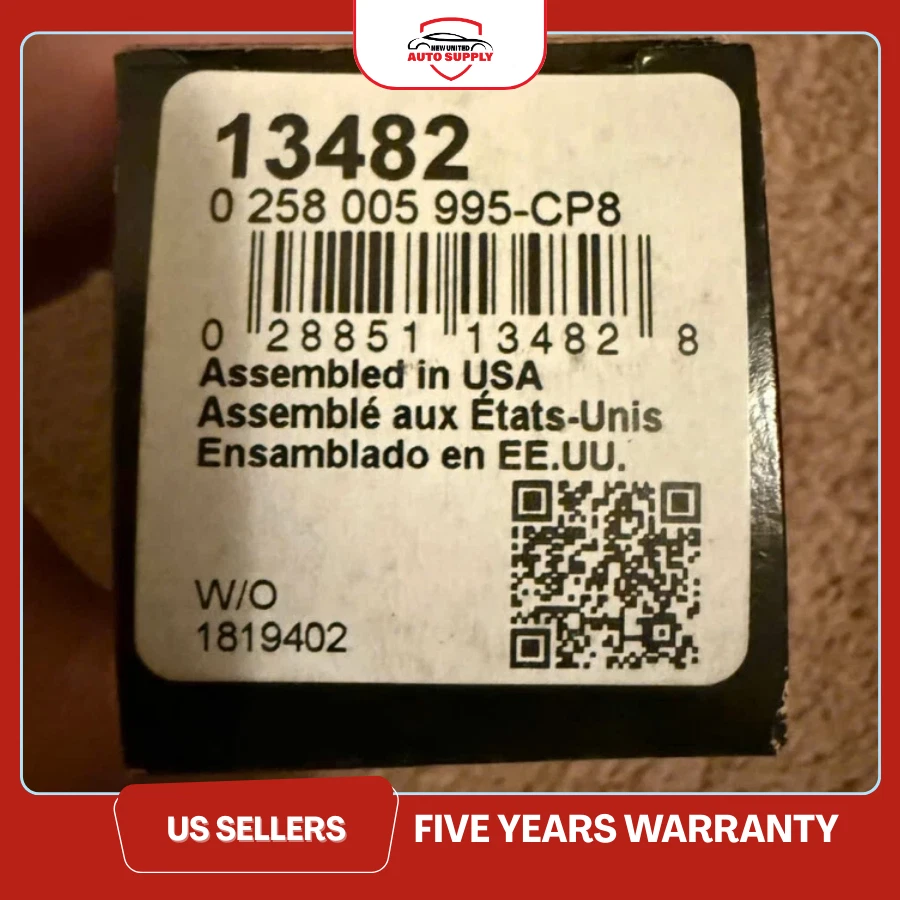 NEW UNITED
AUTO SUPPLY
13482
0 258 005 995-CP8
0 28851 13482 8
Assembled in USA
Assemblé aux États-Unis
Ensamblado en EE.UU.
W/O
1819402
US SELLERS
FIVE YEARS WARRANTY